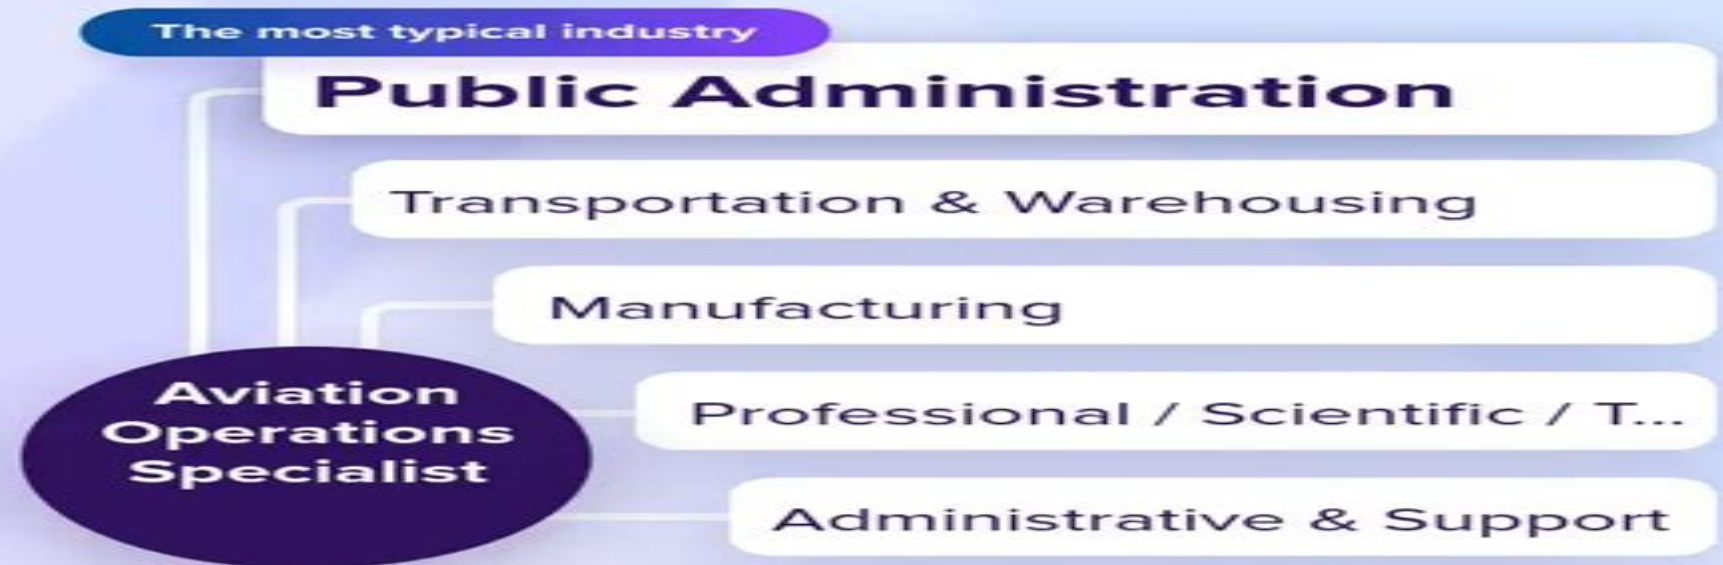 The most typical industry
Public Administration
Transportation & Warehousing
Manufacturing
Professional / Scientific / T...
Administrative & Support
Aviation
Operations
Specialist